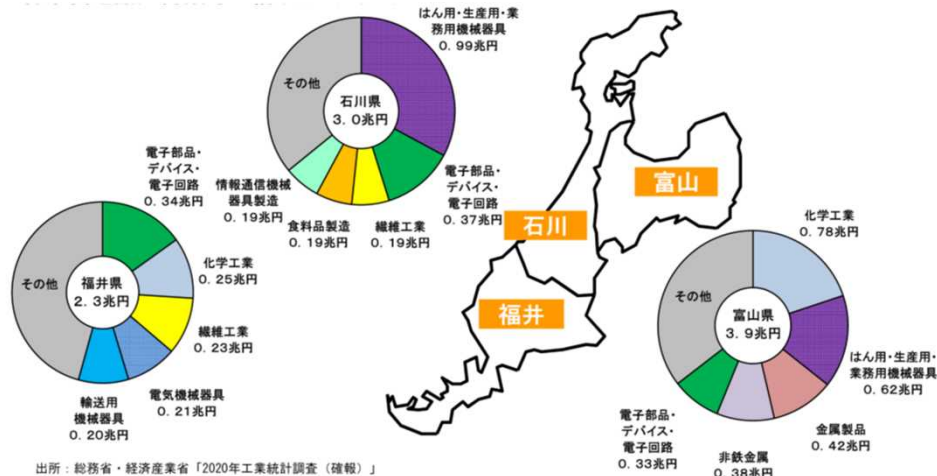 はん用・生産用・業
務用機械器具
0.99兆円
その他
石川県
3.0兆円
電子部品・
デバイス・
電子回路
0.37兆円
繊維工業
0.19兆円
食料品製造
0.19兆円
情報通信機械
器具製造
0.19兆円
電子部品・
デバイス・
電子回路
0.34兆円
その他
福井県
2.3兆円
化学工業
0.25兆円
繊維工業
0.23兆円
電気機械器具
0.21兆円
輸送用
機械器具
0.20兆円
富山
石川
福井
化学工業
0.78兆円
その他
富山県
3.9兆円
はん用・生産用・
業務用機械器具
0.62兆円
金属製品
0.42兆円
非鉄金属
0.38兆円
電子部品・
デバイス・
電子回路
0.33兆円
出所：総務省・経済産業省「2020年工業統計調査（確報）」